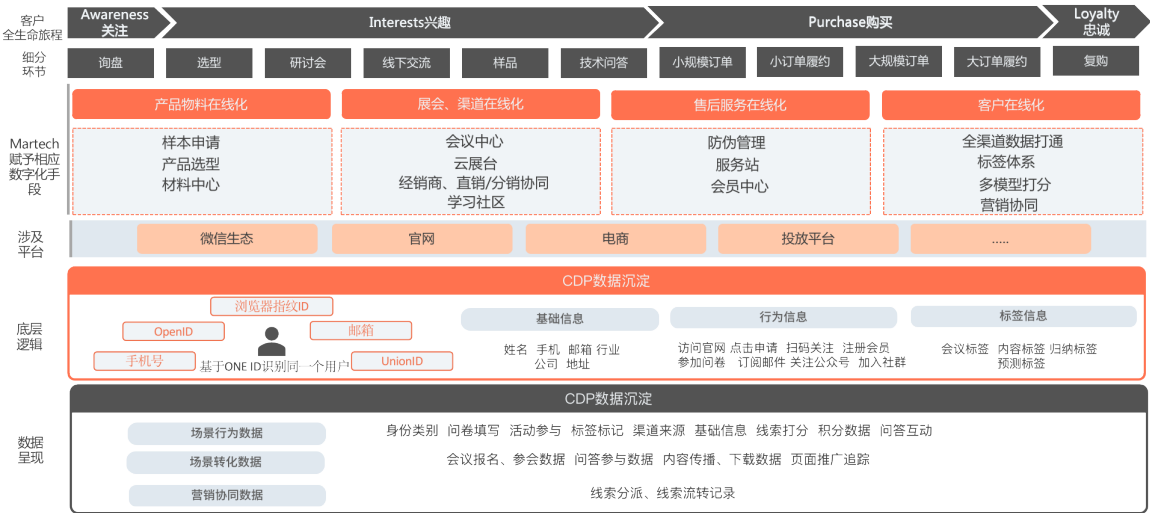 客户
全生命旅程
Awareness
关注
Interests兴趣
Purchase购买
Loyalty
忠诚
细分
环节
询盘
选型
研讨会
线下交流
样品
技术问答
小规模订单
小订单履约
大规模订单
大订单履约
复购
Martech
赋予相应
数字化手
段
产品物料在线化
样本申请
产品选型
材料中心
展会、渠道在线化
会议中心
云展台
经销商、直销/分销协同
学习社区
售后服务在线化
防伪管理
服务站
会员中心
客户在线化
全渠道数据打通
标签体系
多模型打分
营销协同
涉及
平台
微信生态
官网
电商
投放平台
.....
底层
逻辑
CDP数据沉淀
浏览器指纹ID
OpenID
邮箱
手机号
UnionID
基于ONE ID识别同一个用户
基础信息
姓名 手机 邮箱 行业
公司 地址
行为信息
访问官网 点击申请 扫码关注 注册会员
参加问卷 订阅邮件 关注公众号 加入社群
标签信息
会议标签 内容标签 归纳标签
预测标签
数据
呈现
CDP数据沉淀
场景行为数据
身份类别 问卷填写 活动参与 标签标记 渠道来源 基础信息 线索打分 积分数据 问答互动
场景转化数据
会议报名、参会数据 问答参与数据 内容传播、下载数据 页面推广追踪
营销协同数据
线索分派、线索流转记录